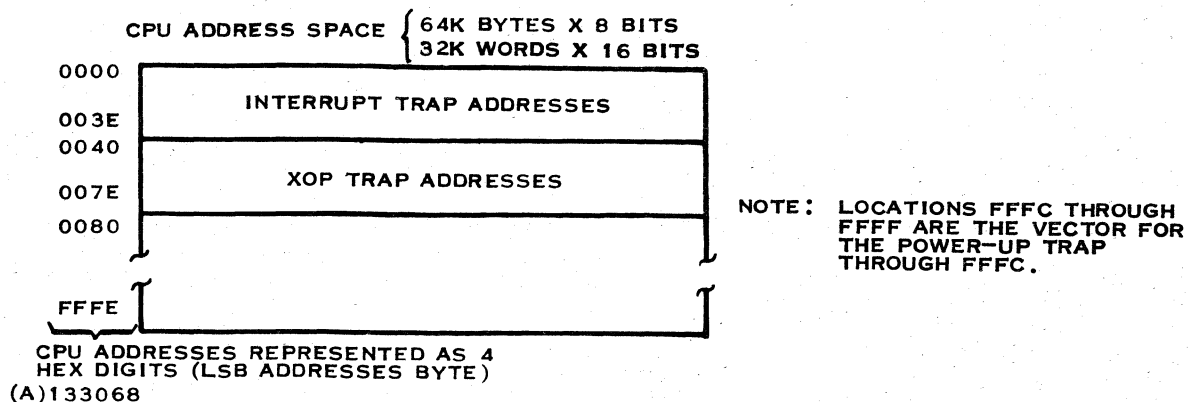 CPU ADDRESS SPACE { 64K BYTES X 8 BITS
32K WORDS X 16 BITS
0000
INTERRUPT TRAP ADDRESSES
003E
0040
XOP TRAP ADDRESSES
007E
0080
NOTE: LOCATIONS FFFC THROUGH
FFFF ARE THE VECTOR FOR
THE POWER-UP TRAP
THROUGH FFFC.
FFFE
CPU ADDRESSES REPRESENTED AS 4
HEX DIGITS (LSB ADDRESSES BYTE)
(A)133068